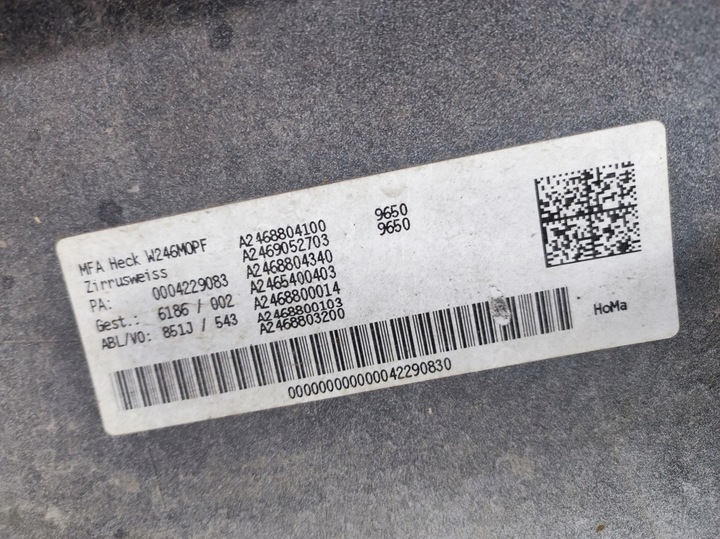 MFA Heck W246MOPF
Zirrusweiss
PA: 0004229083
Gest.: 6186 / 002
ABL/VO: 851J / 543
A2468804100 9650
A2469052703 9650
A2468804340
A2465400403
A2468800014
A2468800103
A2468803200
HoMa
000000000000042290830